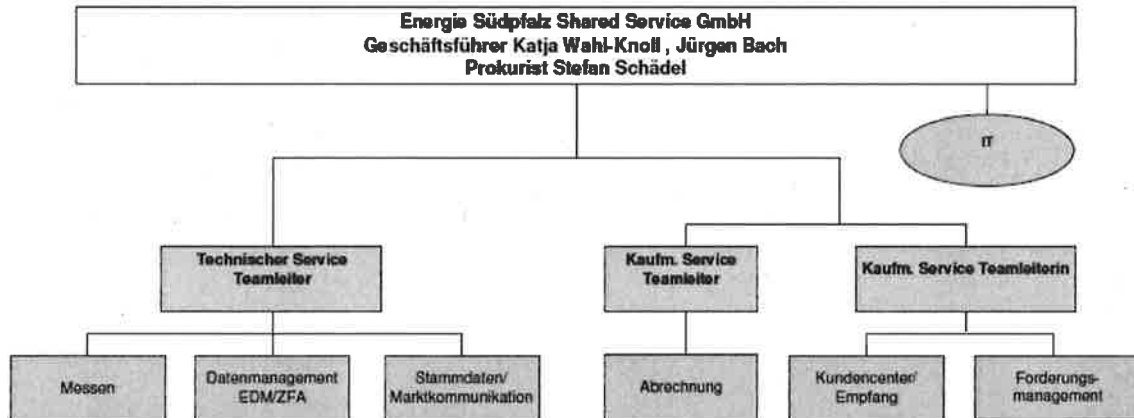 Energie Südpfalz Shared Service GmbH
Geschäftsführer Katja Wahl-Knoll , Jürgen Bach
Prokurist Stefan Schädel
IT
Technischer Service
Teamleiter
Kaufm. Service
Teamleiter
Kaufm. Service Teamleiterin
Messen
Datenmanagement
EDM/ZFA
Stammdaten/
Marktkommunikation
Abrechnung
Kundencenter/
Empfang
Forderungs-
management